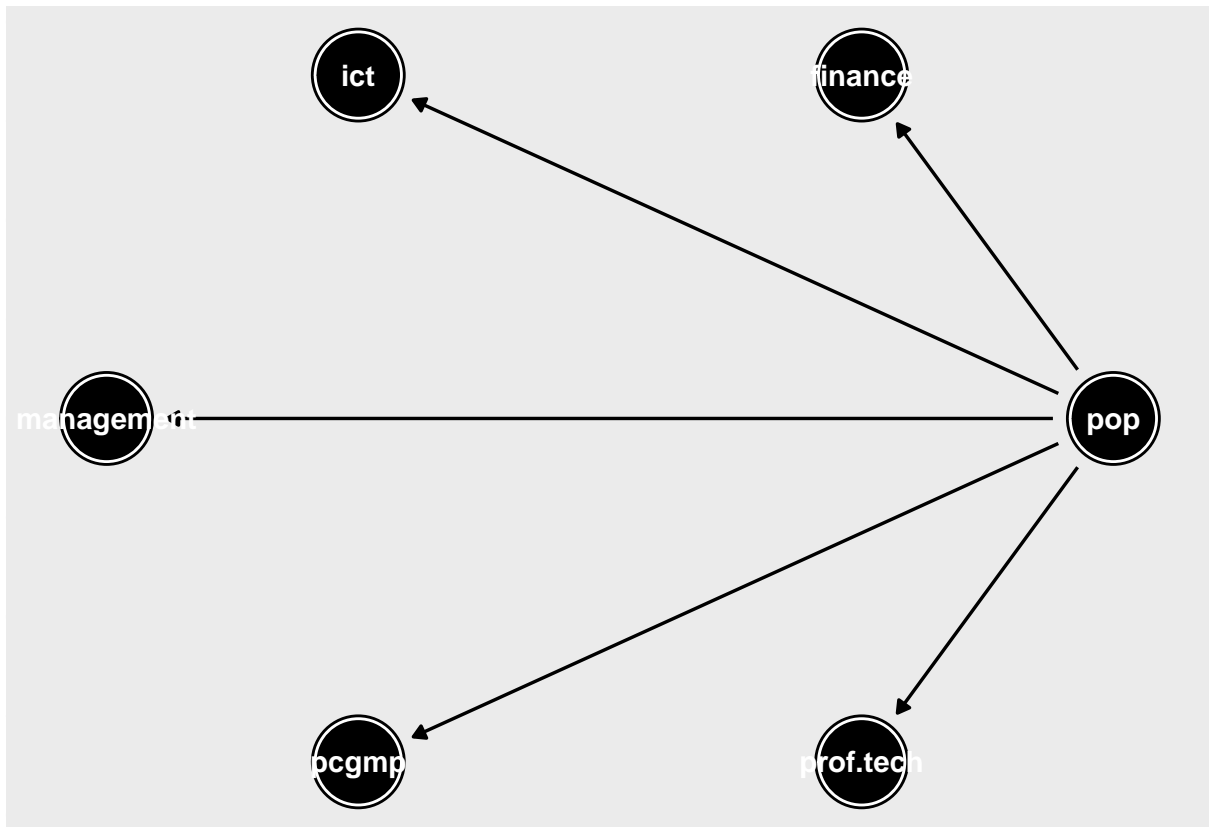 ict
finance
management
pop
pcgmp
prof.tech